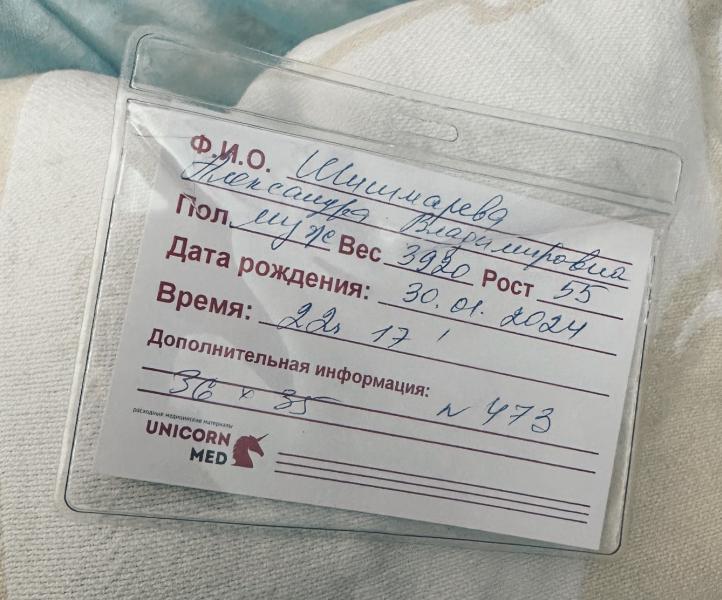 Ф.И.О. Шишмарева
Александра Владимировна
Пол муж Вес 3920 Рост 55
Дата рождения: 30.01.2024
Время: 22ч 17'
Дополнительная информация:
36 х 35 № 473
расходные медицинские материалы
UNICORN
MED